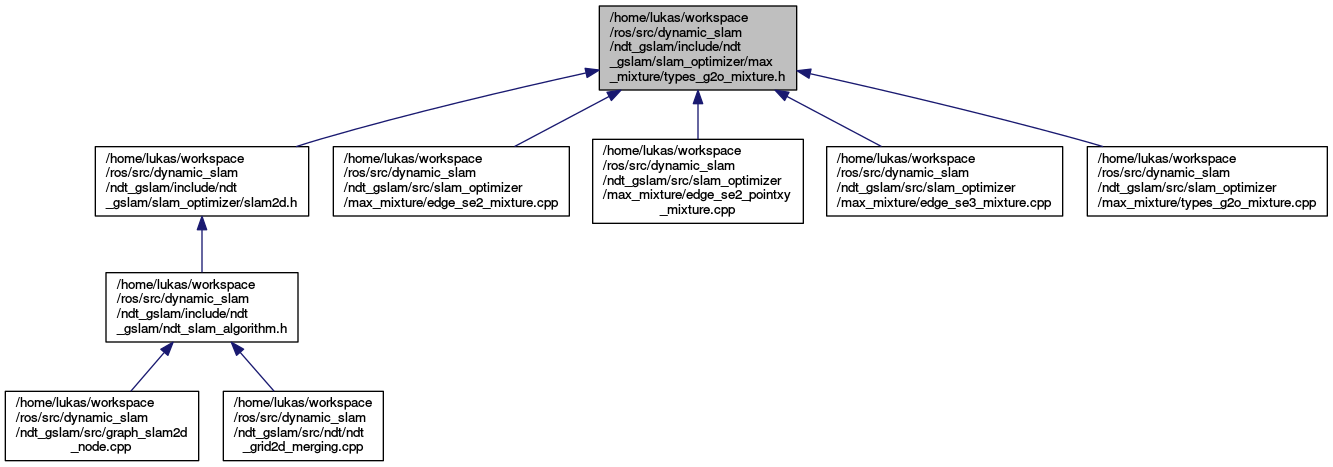 /home/lukas/workspace
/ros/src/dynamic_slam
/ndt_gslam/include/ndt
_gslam/slam_optimizer/max
_mixture/types_g2o_mixture.h
/home/lukas/workspace
/ros/src/dynamic_slam
/ndt_gslam/include/ndt
_gslam/slam_optimizer/slam2d.h
/home/lukas/workspace
/ros/src/dynamic_slam
/ndt_gslam/src/slam_optimizer
/max_mixture/edge_se2_mixture.cpp
/home/lukas/workspace
/ros/src/dynamic_slam
/ndt_gslam/src/slam_optimizer
/max_mixture/edge_se2_pointxy
_mixture.cpp
/home/lukas/workspace
/ros/src/dynamic_slam
/ndt_gslam/src/slam_optimizer
/max_mixture/edge_se3_mixture.cpp
/home/lukas/workspace
/ros/src/dynamic_slam
/ndt_gslam/src/slam_optimizer
/max_mixture/types_g2o_mixture.cpp
/home/lukas/workspace
/ros/src/dynamic_slam
/ndt_gslam/include/ndt
_gslam/ndt_slam_algorithm.h
/home/lukas/workspace
/ros/src/dynamic_slam
/ndt_gslam/src/graph_slam2d
_node.cpp
/home/lukas/workspace
/ros/src/dynamic_slam
/ndt_gslam/src/ndt/ndt
_grid2d_merging.cpp